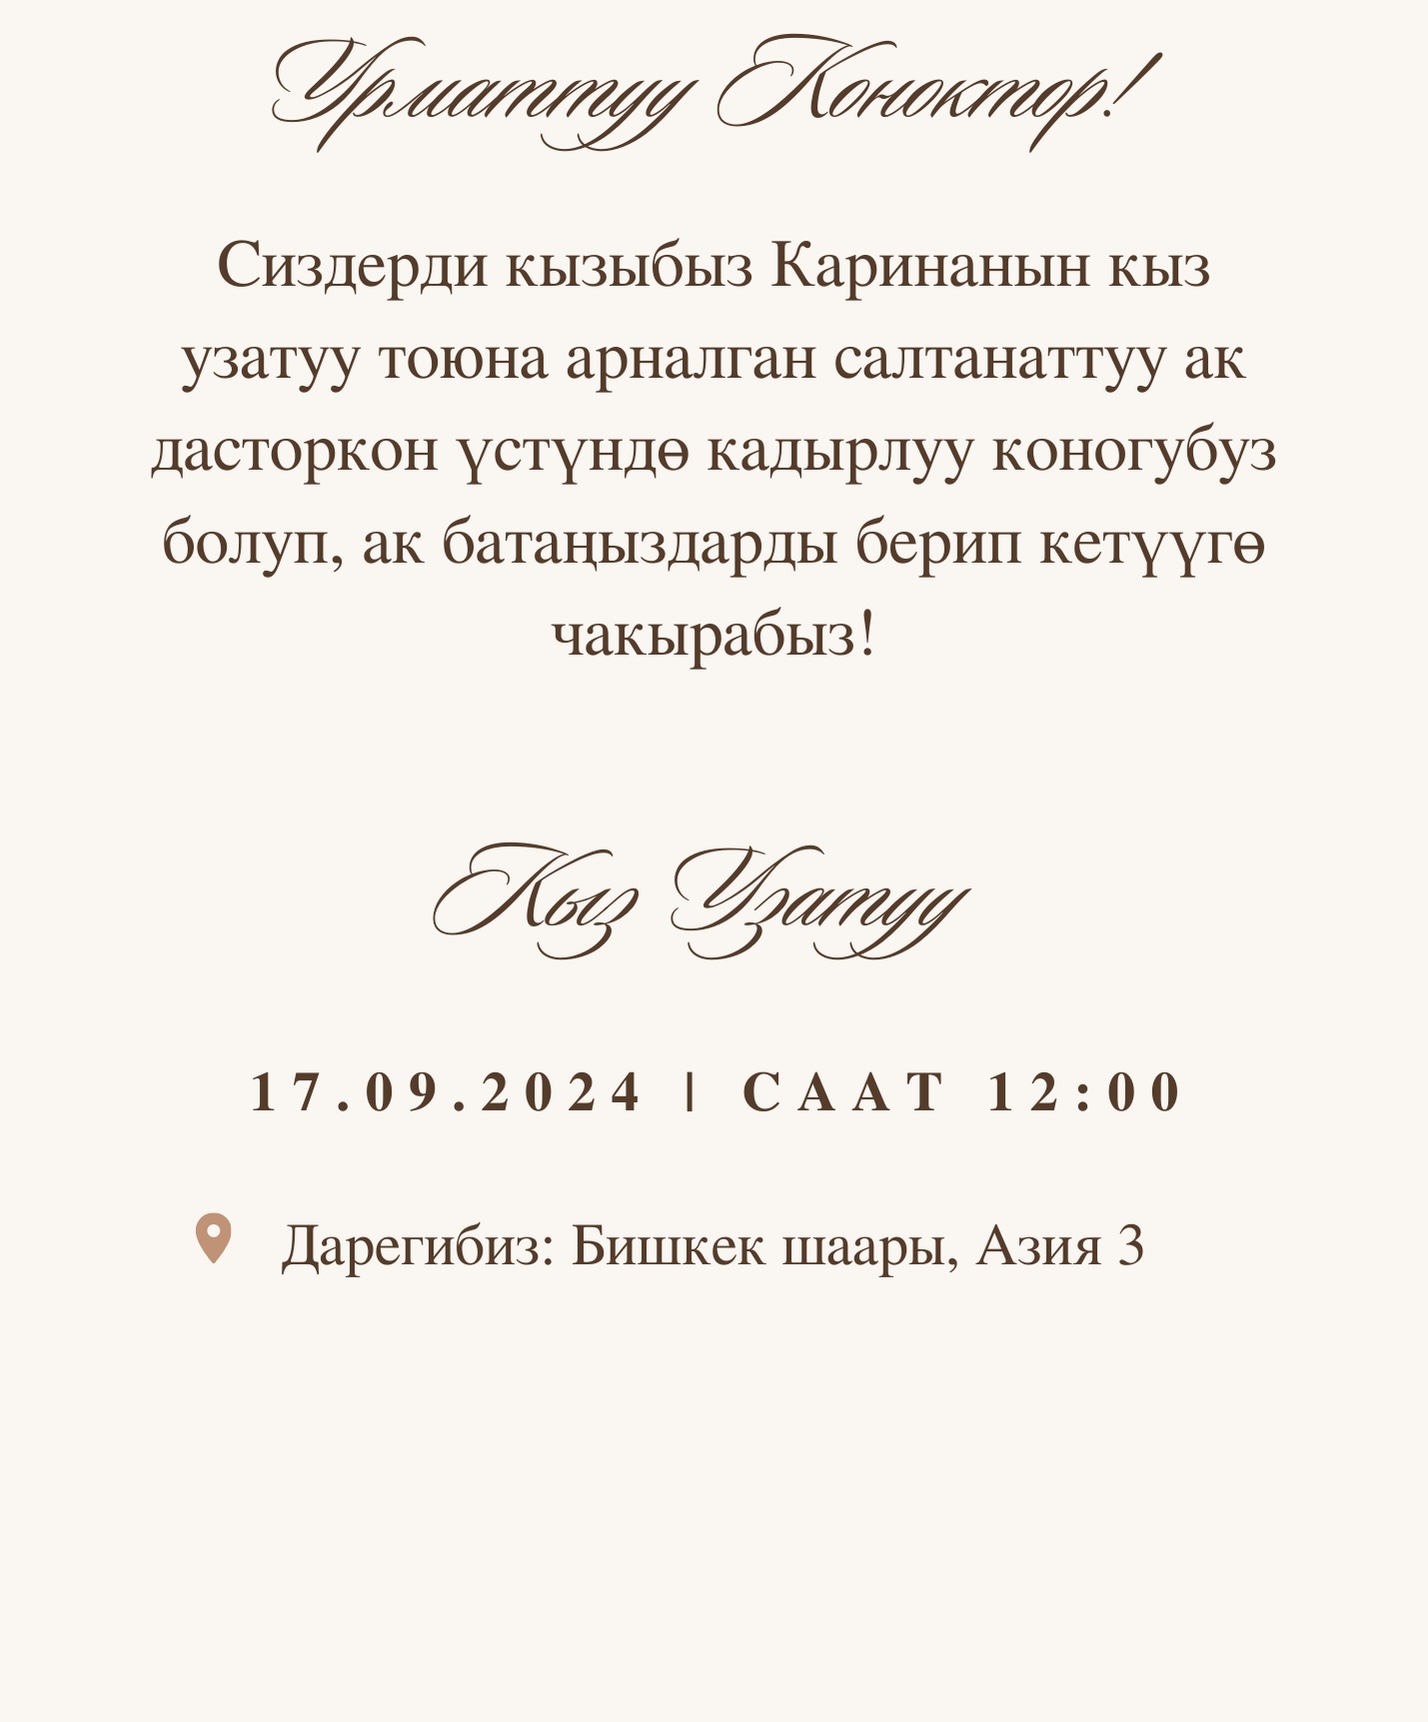 Урматтуу Коноктор!
Сиздерди кызыбыз Каринанын кыз
узатуу тоюна арналган салтанаттуу ак
дасторкон үстүндө кадырлуу коногубуз
болуп, ак батаңыздарды берип кетүүгө
чакырабыз!
Кыз Узатуу
17.09.2024 | СААТ 12:00
Дарегибиз: Бишкек шаары, Азия 3